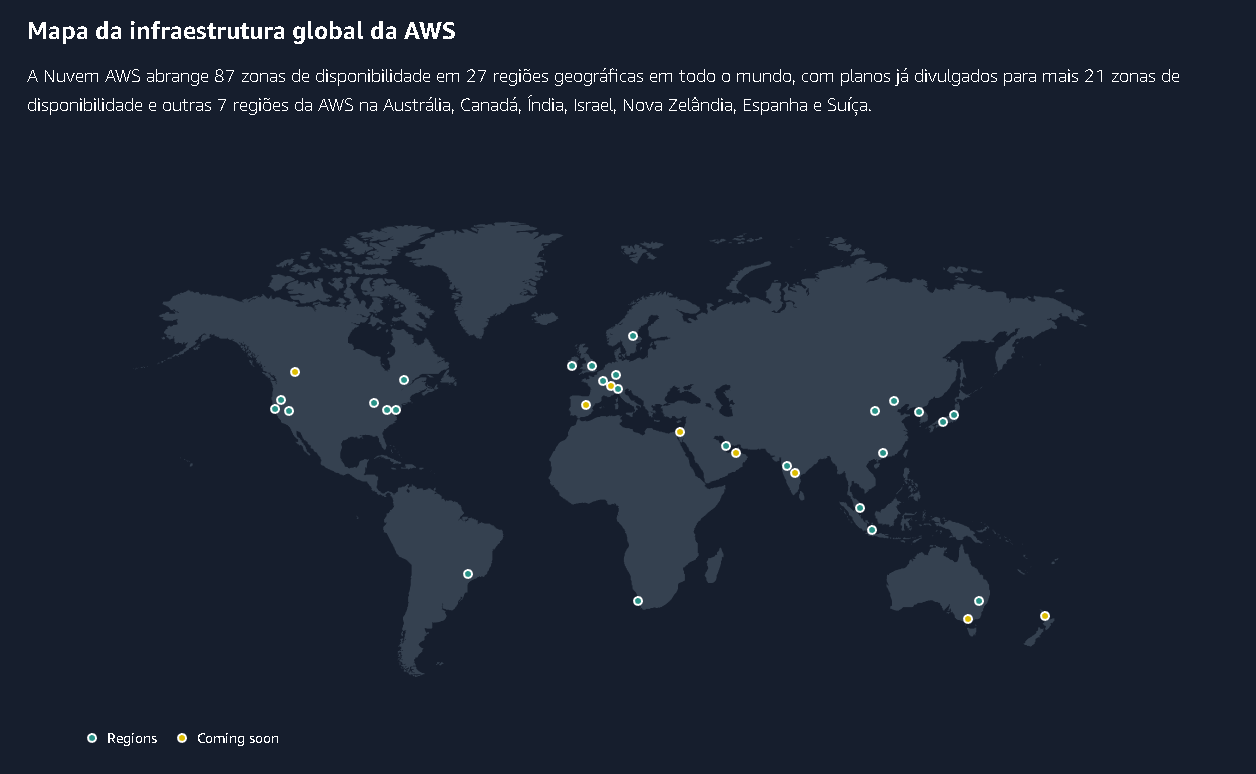 Mapa da infraestrutura global da AWS
A Nuvem AWS abrange 87 zonas de disponibilidade em 27 regiões geográficas em todo o mundo, com planos já divulgados para mais 21 zonas de
disponibilidade e outras 7 regiões da AWS na Austrália, Canadá, Índia, Israel, Nova Zelândia, Espanha e Suíça.
Regions
Coming soon